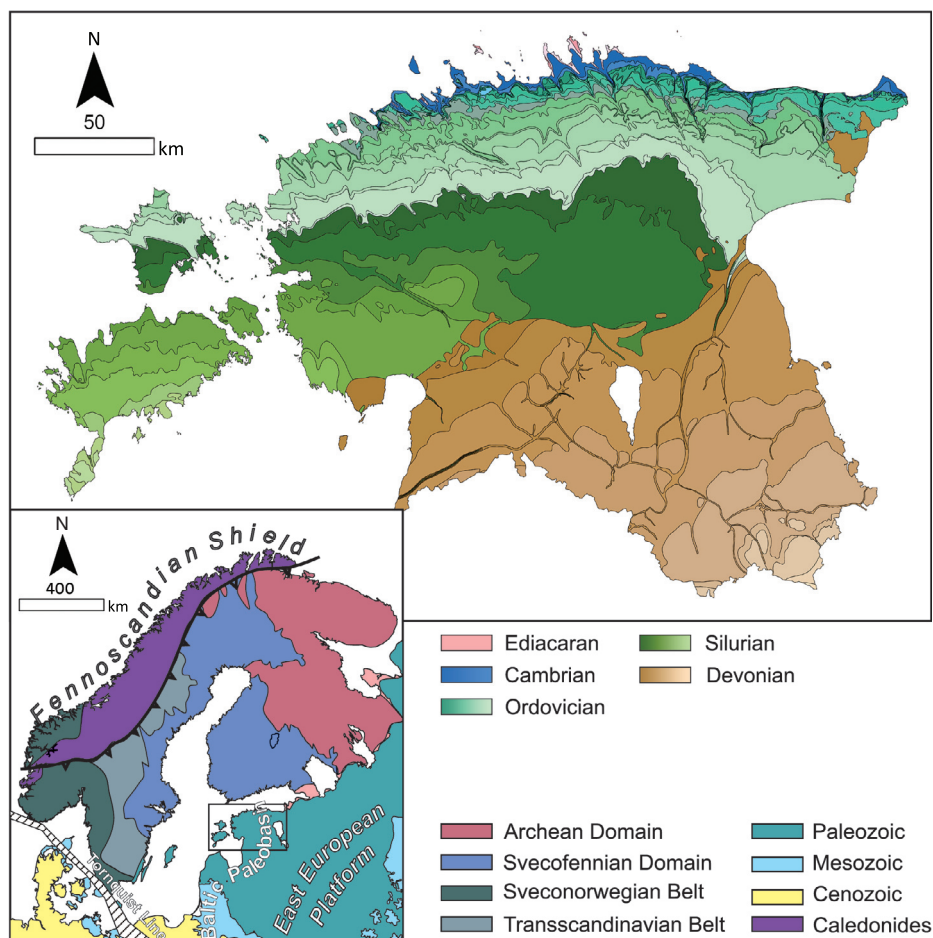 N
50
km
N
400
km
Fennoscandian Shield
Tornquist Line
Baltic Paleobasin
East European
Platform
Ediacaran
Cambrian
Ordovician
Silurian
Devonian
Archean Domain
Svecofennian Domain
Sveconorwegian Belt
Transscandinavian Belt
Paleozoic
Mesozoic
Cenozoic
Caledonides